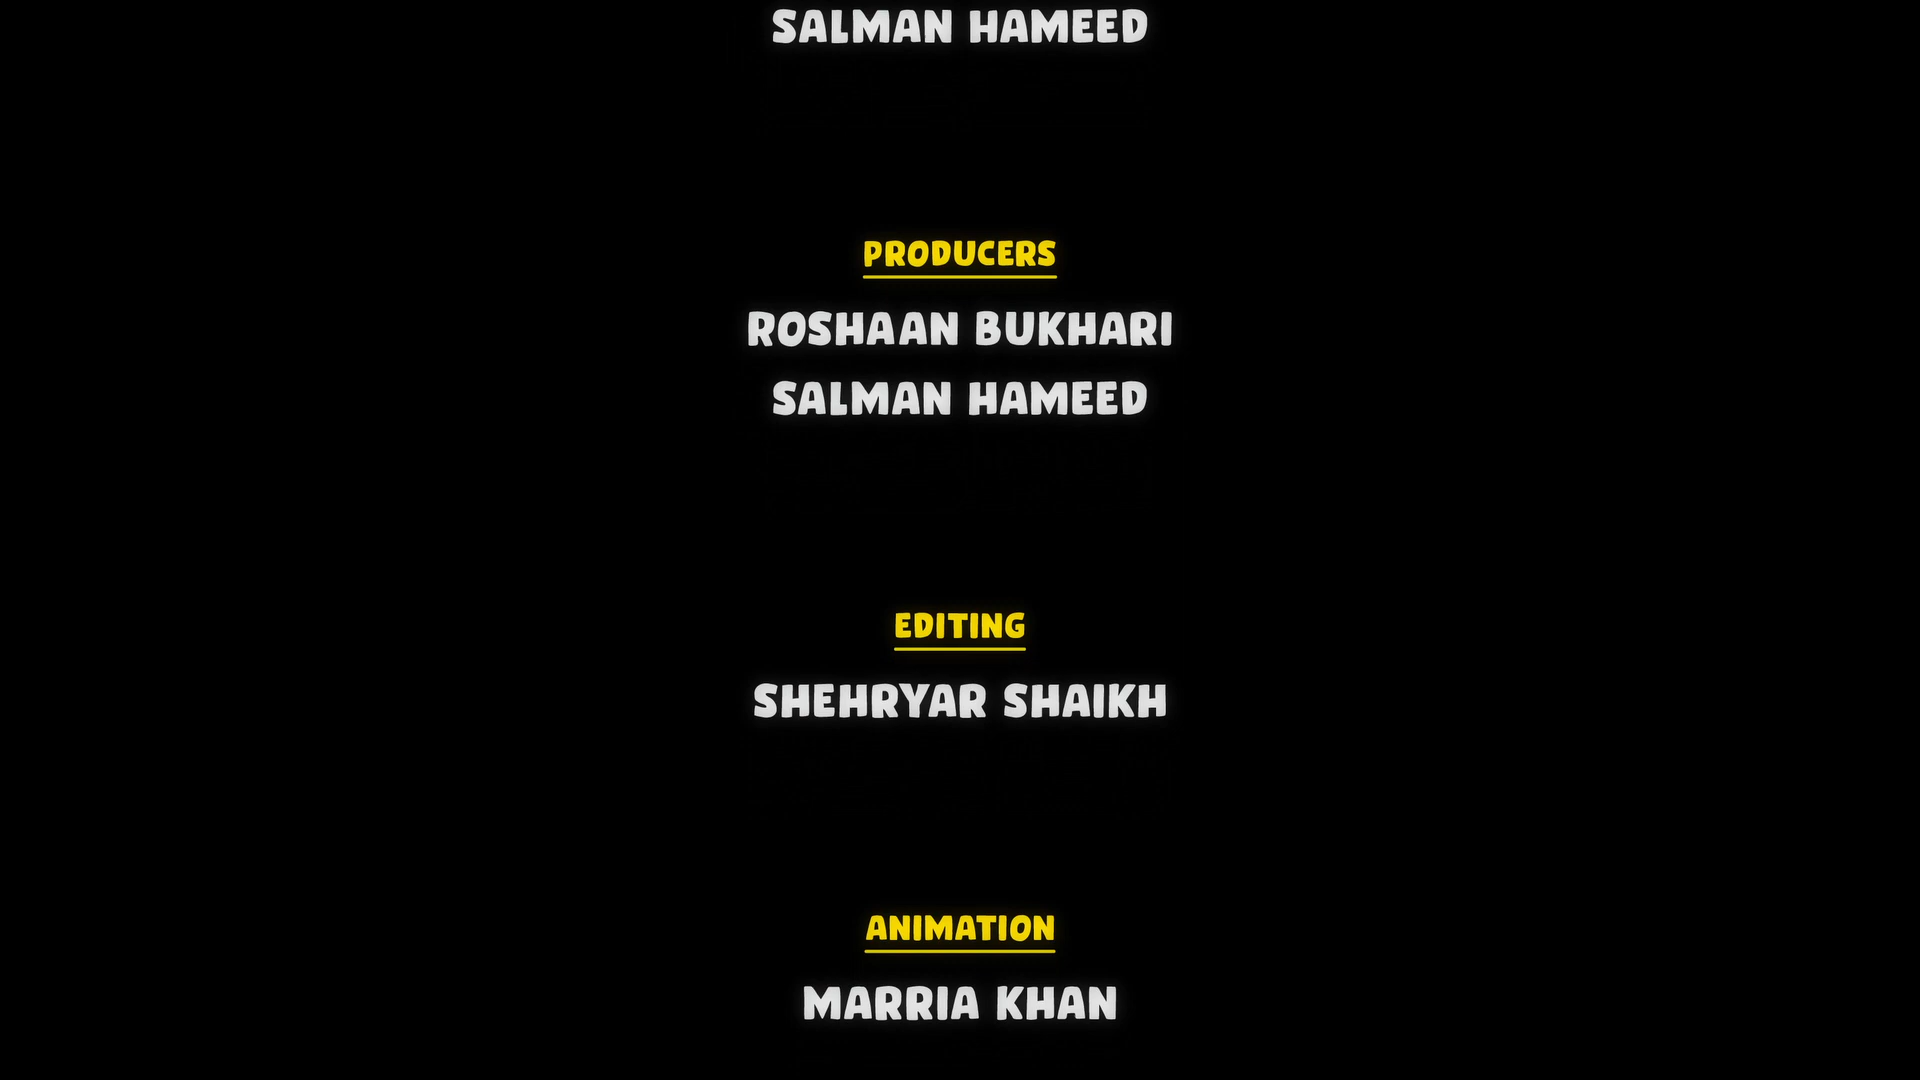 SALMAN HAMEED
PRODUCERS
ROSHAAN BUKHARI
SALMAN HAMEED
EDITING
SHEHRYAR SHAIKH
ANIMATION
MARRIA KHAN